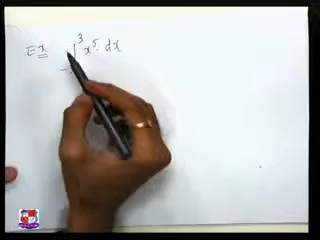 Ex ∫³ x⁵. dx